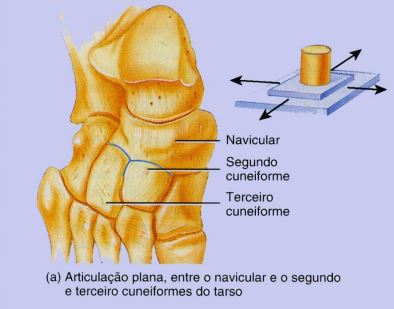 Navicular
Segundo
cuneiforme
Terceiro
cuneiforme
(a) Articulação plana, entre o navicular e o segundo
e terceiro cuneiformes do tarso